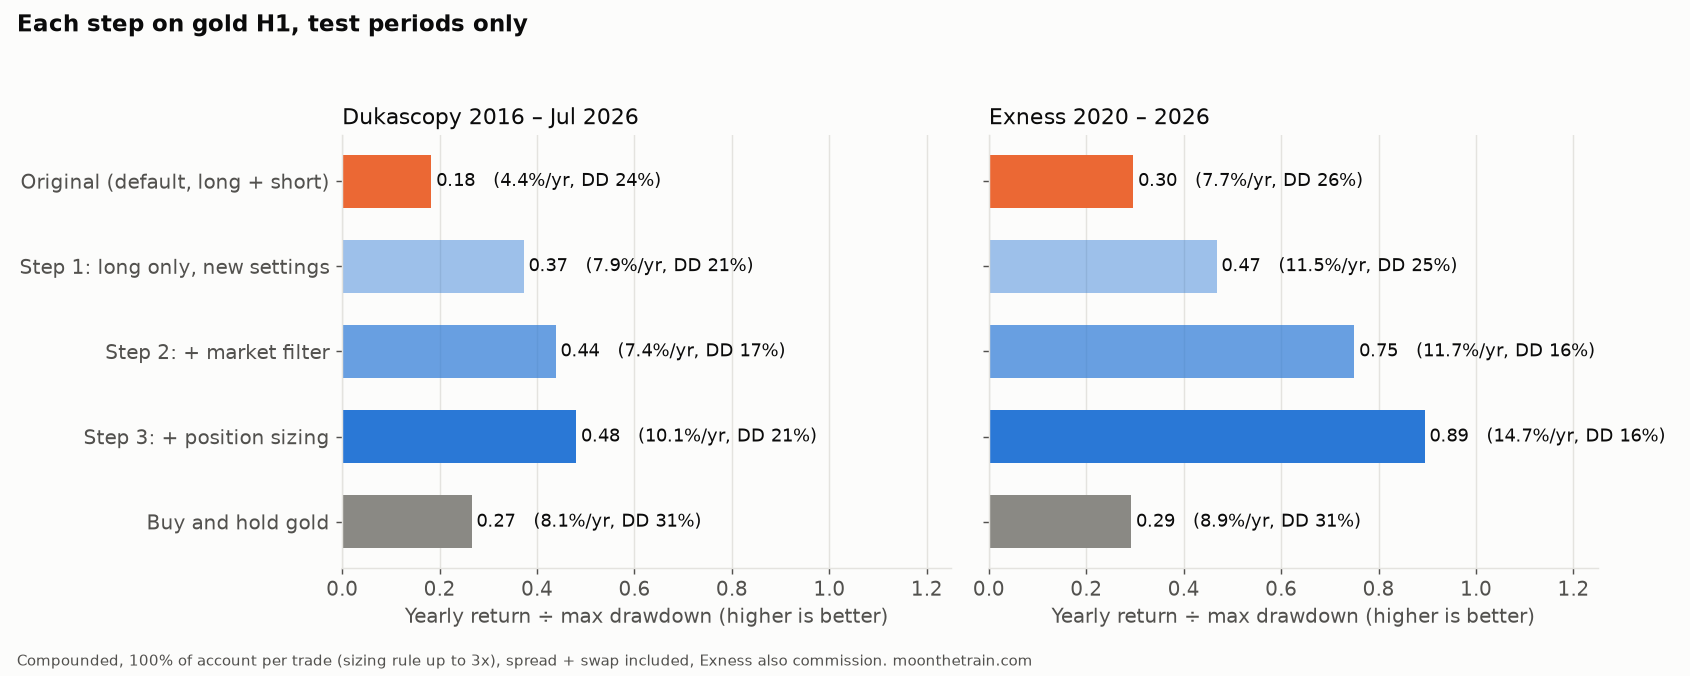 Each step on gold H1, test periods only
Dukascopy 2016 – Jul 2026
Original (default, long + short)
0.18 (4.4%/yr, DD 24%)
Step 1: long only, new settings
0.37 (7.9%/yr, DD 21%)
Step 2: + market filter
0.44 (7.4%/yr, DD 17%)
Step 3: + position sizing
0.48 (10.1%/yr, DD 21%)
Buy and hold gold
0.27 (8.1%/yr, DD 31%)
0.0 0.2 0.4 0.6 0.8 1.0 1.2
Yearly return ÷ max drawdown (higher is better)
Exness 2020 – 2026
0.30 (7.7%/yr, DD 26%)
0.47 (11.5%/yr, DD 25%)
0.75 (11.7%/yr, DD 16%)
0.89 (14.7%/yr, DD 16%)
0.29 (8.9%/yr, DD 31%)
0.0 0.2 0.4 0.6 0.8 1.0 1.2
Yearly return ÷ max drawdown (higher is better)
Compounded, 100% of account per trade (sizing rule up to 3x), spread + swap included, Exness also commission. moonthetrain.com